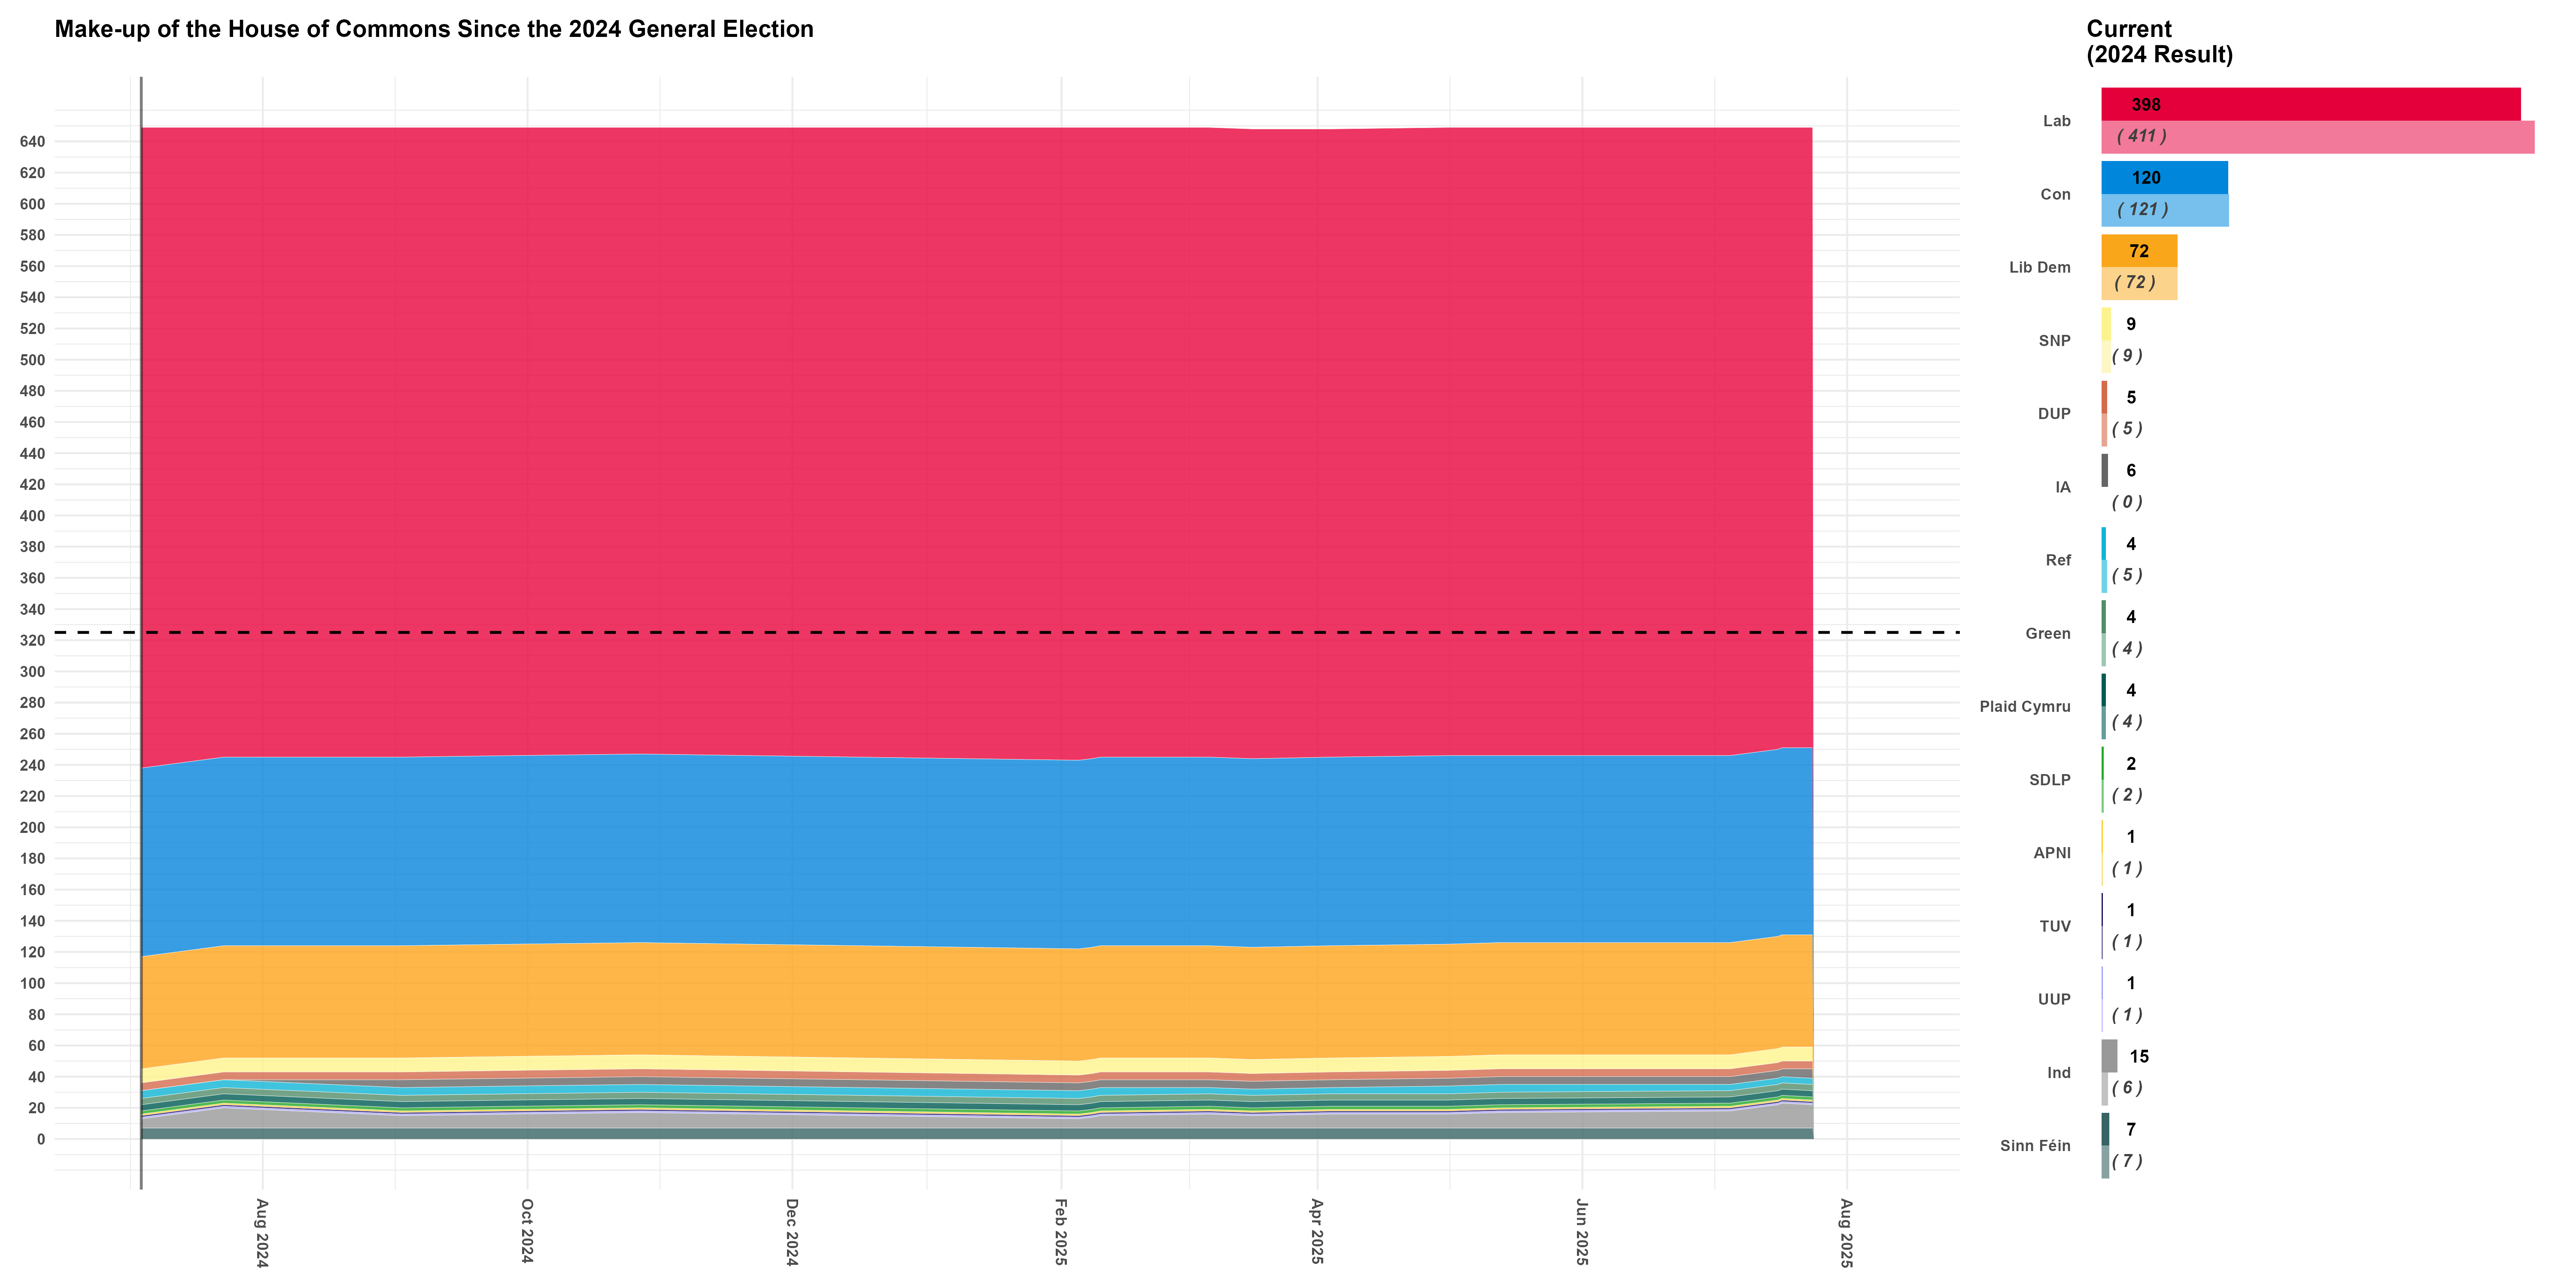 Make-up of the House of Commons Since the 2024 General Election
Current
(2024 Result)
640
620
600
580
560
540
520
500
480
460
440
420
400
380
360
340
320
300
280
260
240
220
200
180
160
140
120
100
80
60
40
20
0
Aug 2024
Oct 2024
Dec 2024
Feb 2025
Apr 2025
Jun 2025
Aug 2025
Lab
398
( 411 )
Con
120
( 121 )
Lib Dem
72
( 72 )
SNP
9
( 9 )
DUP
5
( 5 )
IA
6
( 0 )
Ref
4
( 5 )
Green
4
( 4 )
Plaid Cymru
4
( 4 )
SDLP
2
( 2 )
APNI
1
( 1 )
TUV
1
( 1 )
UUP
1
( 1 )
Ind
15
( 6 )
Sinn Féin
7
( 7 )